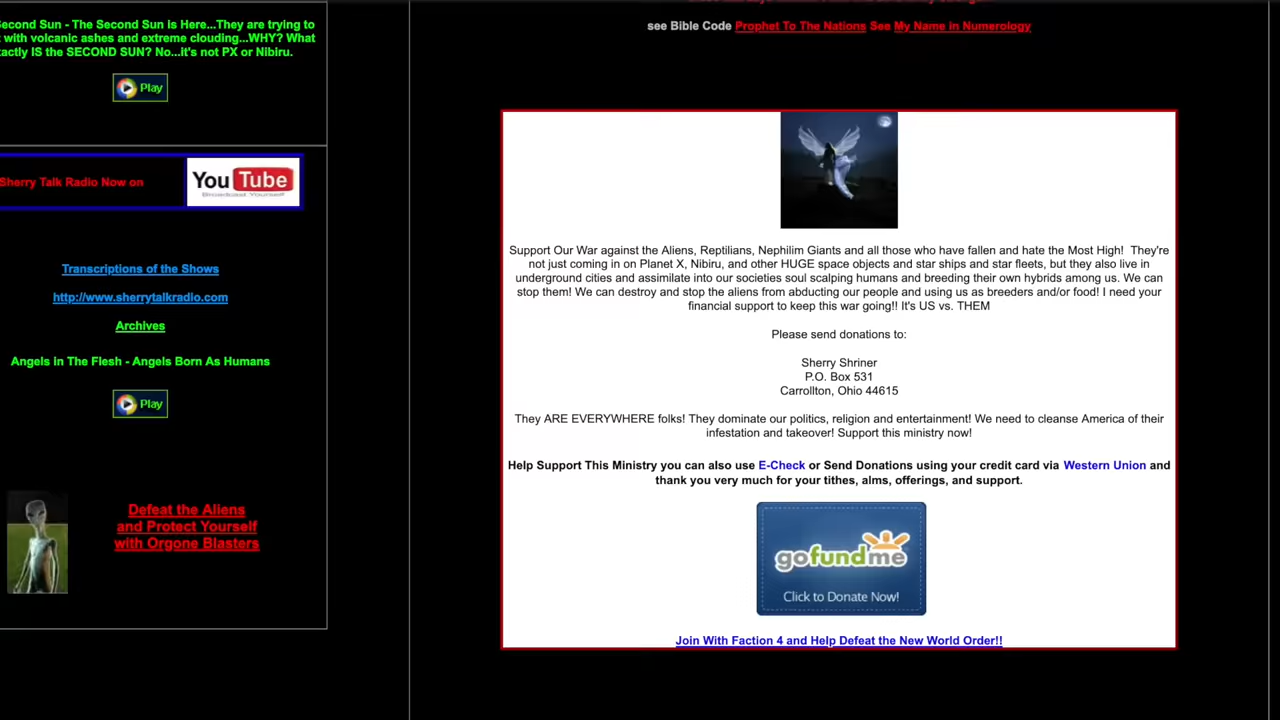 Second Sun - The Second Sun is Here...They are trying to
with volcanic ashes and extreme clouding...WHY? What
exactly IS the SECOND SUN? No...it's not PX or Nibiru.
Play
Sherry Talk Radio Now on
YouTube
Broadcast Yourself
Transcriptions of the Shows
http://www.sherrytalkradio.com
Archives
Angels in The Flesh - Angels Born As Humans
Play
Defeat the Aliens
and Protect Yourself
with Orgone Blasters
see Bible Code Prophet To The Nations See My Name in Numerology
Support Our War against the Aliens, Reptilians, Nephilim Giants and all those who have fallen and hate the Most High! They're
not just coming in on Planet X, Nibiru, and other HUGE space objects and star ships and star fleets, but they also live in
underground cities and assimilate into our societies soul scalping humans and breeding their own hybrids among us. We can
stop them! We can destroy and stop the aliens from abducting our people and using us as breeders and/or food! I need your
financial support to keep this war going!! It's US vs. THEM
Please send donations to:
Sherry Shriner
P.O. Box 531
Carrollton, Ohio 44615
They ARE EVERYWHERE folks! They dominate our politics, religion and entertainment! We need to cleanse America of their
infestation and takeover! Support this ministry now!
Help Support This Ministry you can also use E-Check or Send Donations using your credit card via Western Union and
thank you very much for your tithes, alms, offerings, and support.
gofundme
Click to Donate Now!
Join With Faction 4 and Help Defeat the New World Order!!